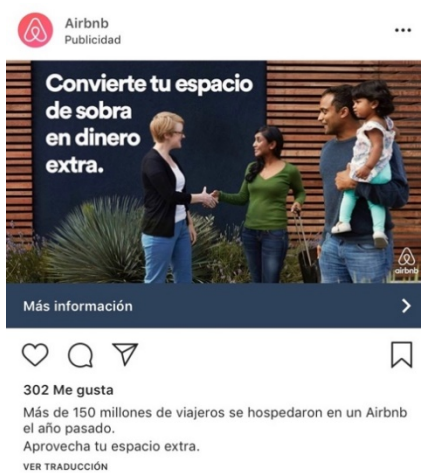 Airbnb
Publicidad
Convierte tu espacio
de sobra
en dinero
extra.
airbnb
Más información
302 Me gusta
Más de 150 millones de viajeros se hospedaron en un Airbnb
el año pasado.
Aprovecha tu espacio extra.
VER TRADUCCIÓN